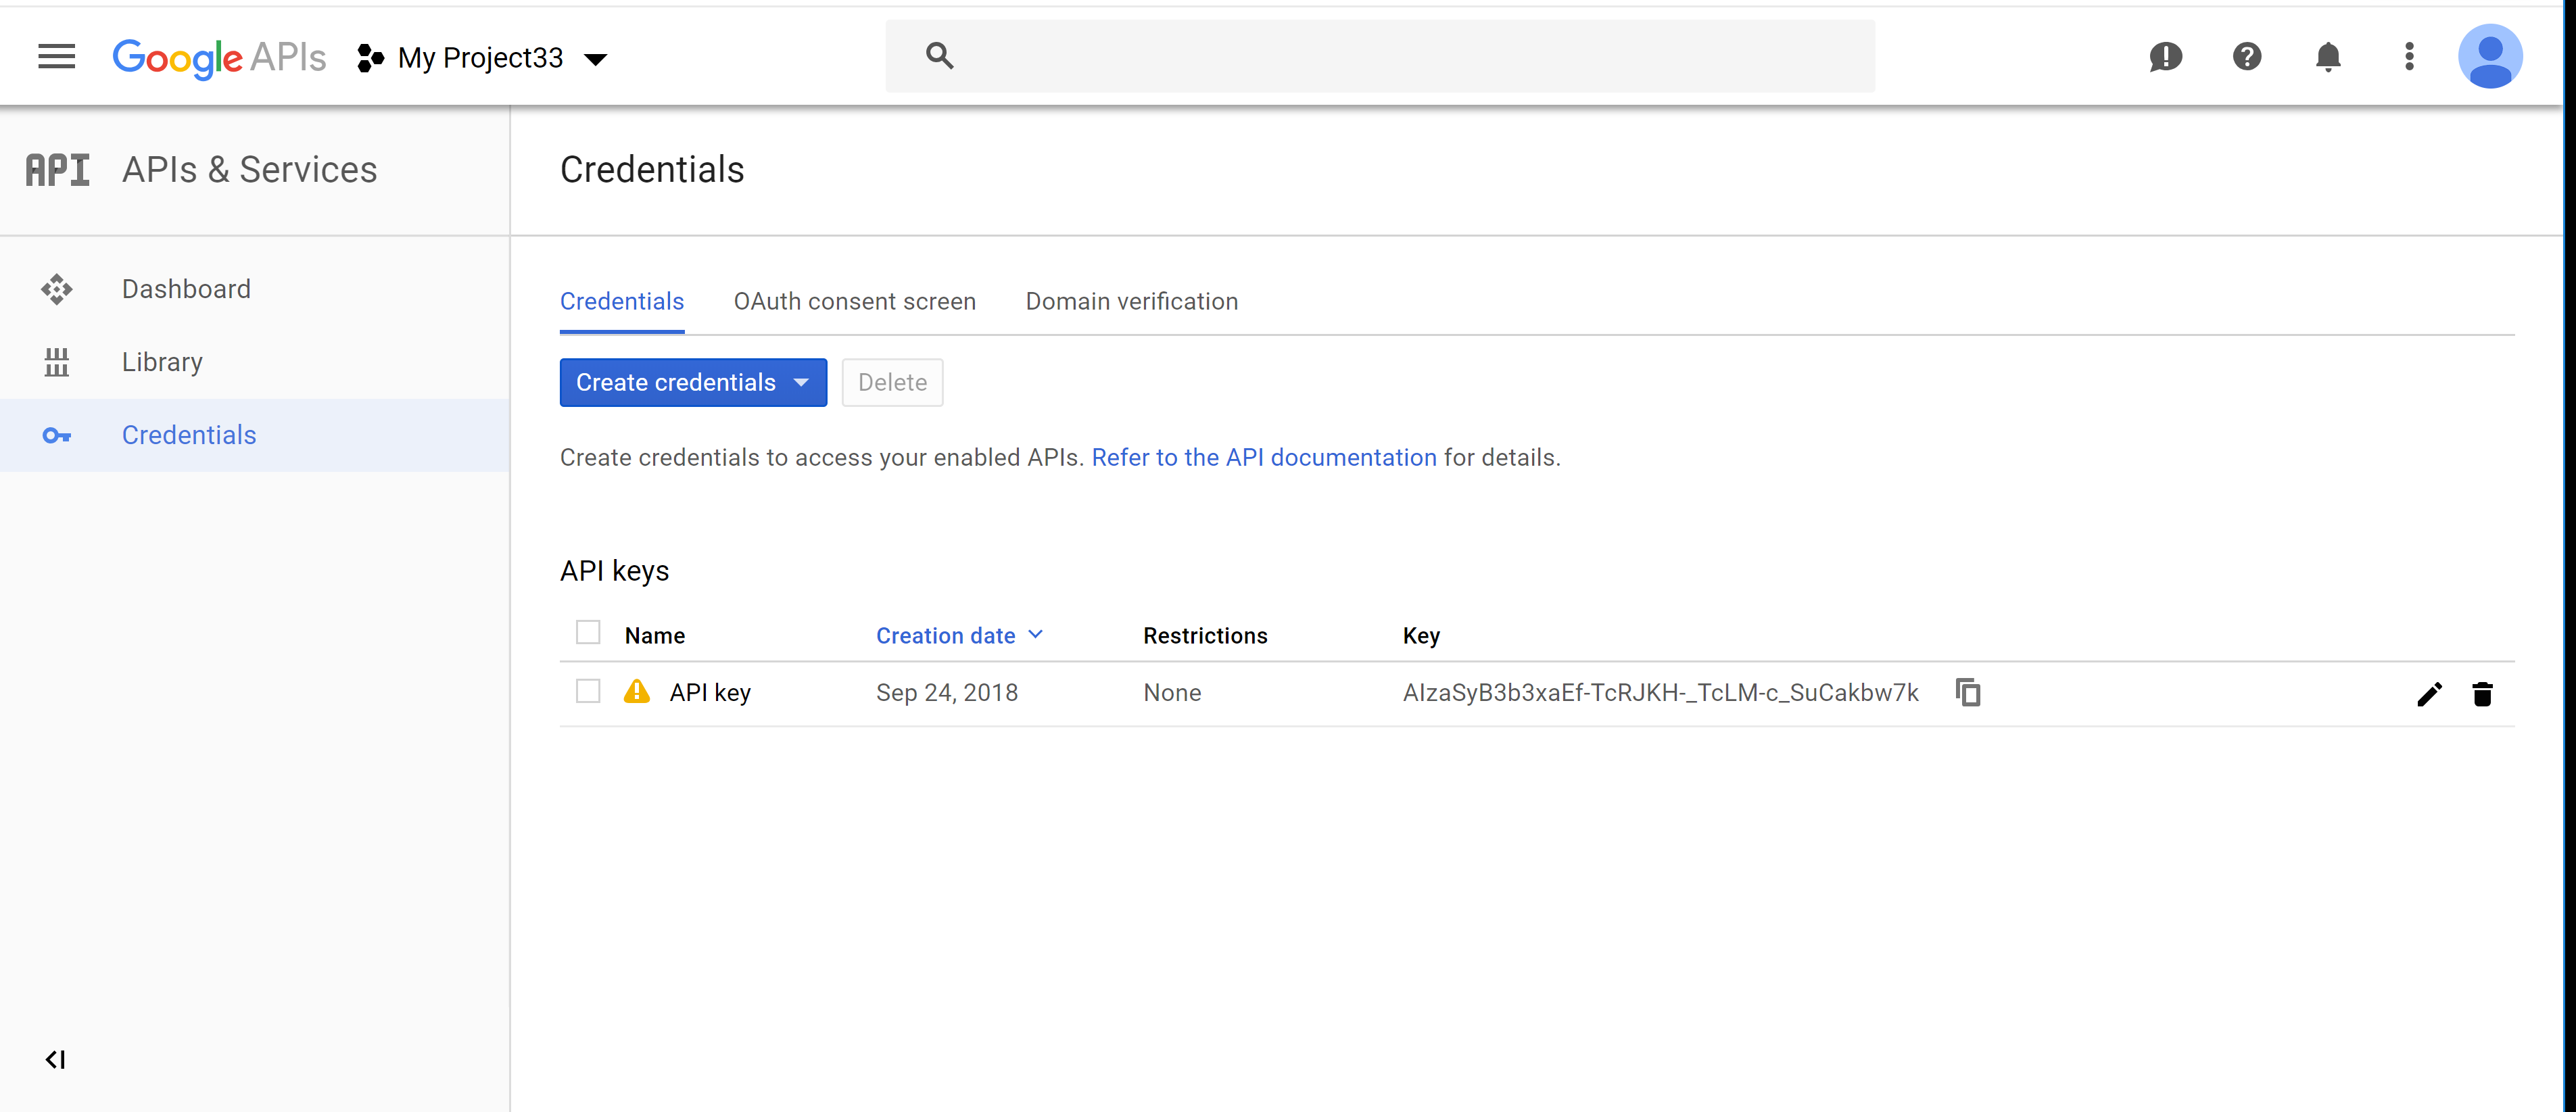 Google APIs My Project33
API APIs & Services
Credentials
Dashboard
Library
Credentials
Credentials OAuth consent screen Domain verification
Create credentials Delete
Create credentials to access your enabled APIs. Refer to the API documentation for details.
API keys
Name Creation date Restrictions Key
API key Sep 24, 2018 None AIzaSyB3b3xaEf-TcRJKH-_TcLM-c_SuCakbw7k